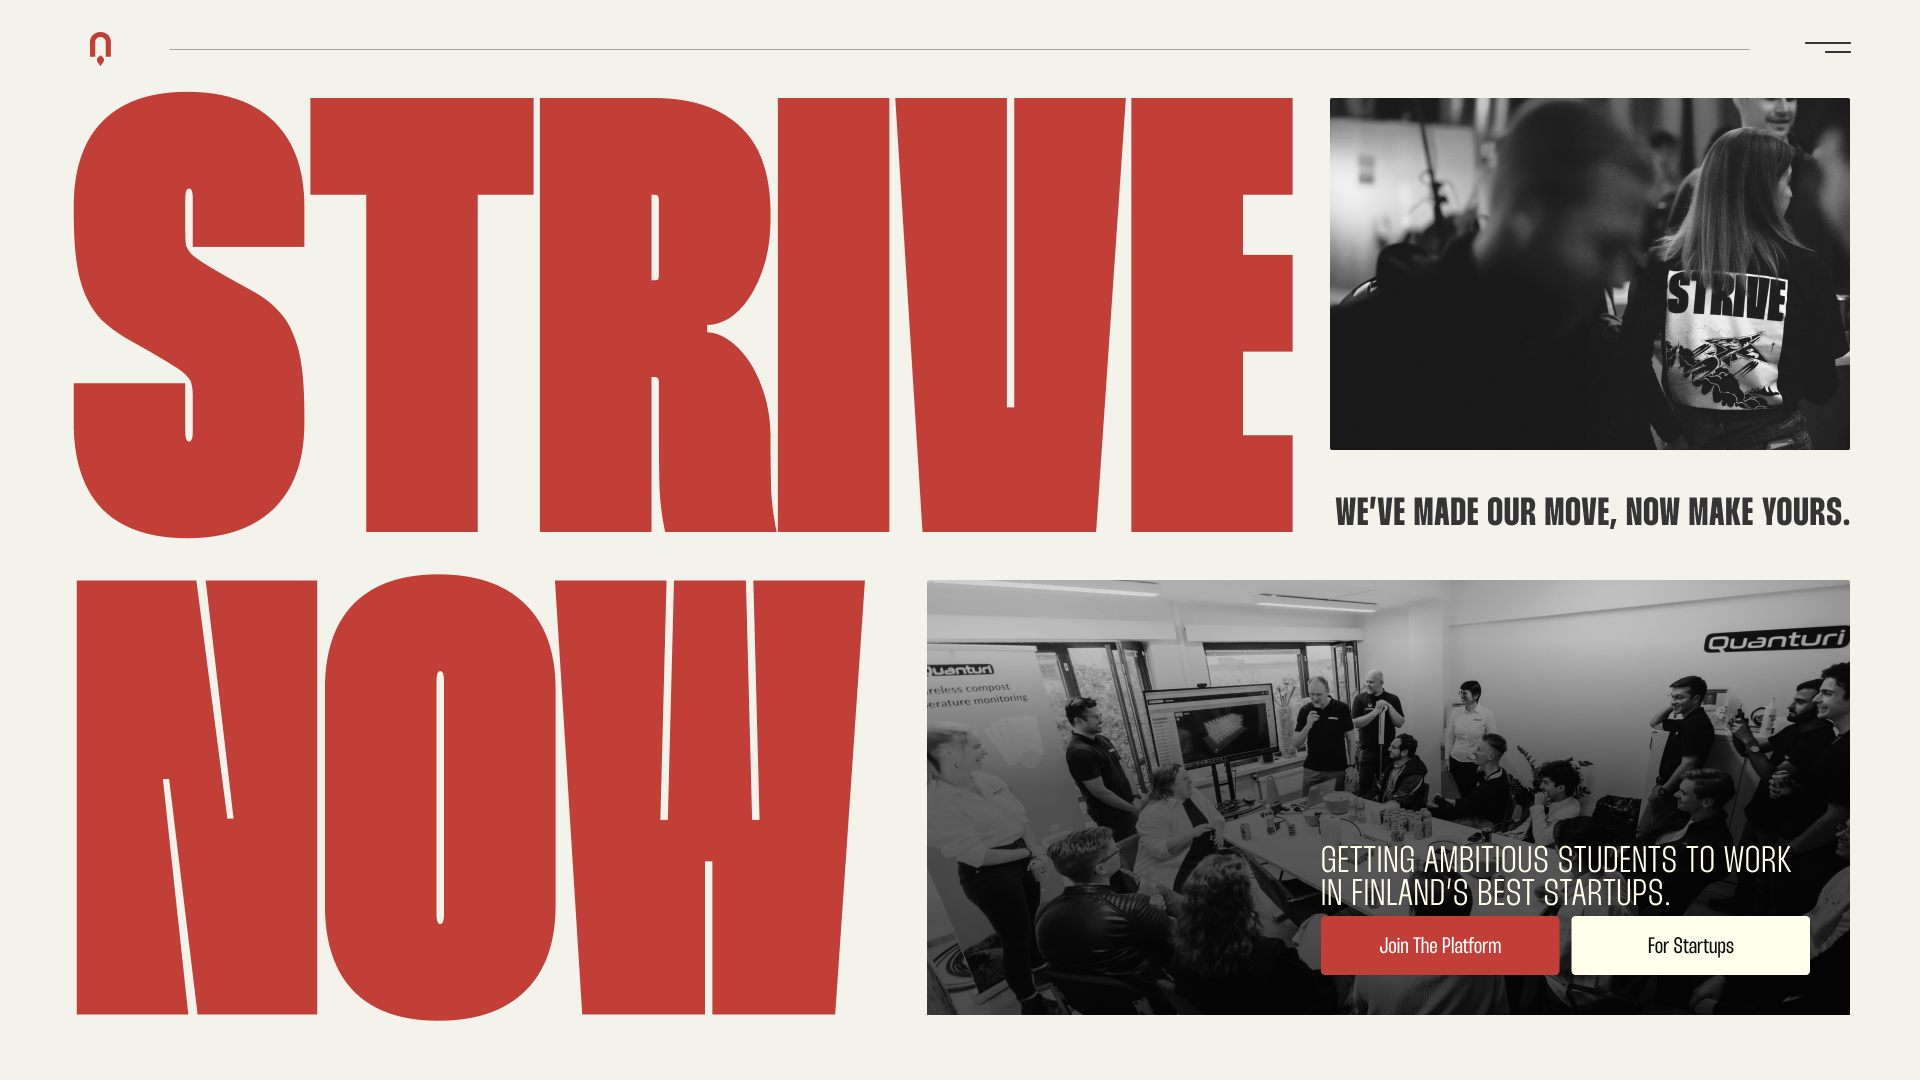 STRIVE
STRIVE
WE'VE MADE OUR MOVE, NOW MAKE YOURS.
NOW
Quanturi
Quanturi
reless compost
erature monitoring
GETTING AMBITIOUS STUDENTS TO WORK
IN FINLAND'S BEST STARTUPS.
Join The Platform
For Startups